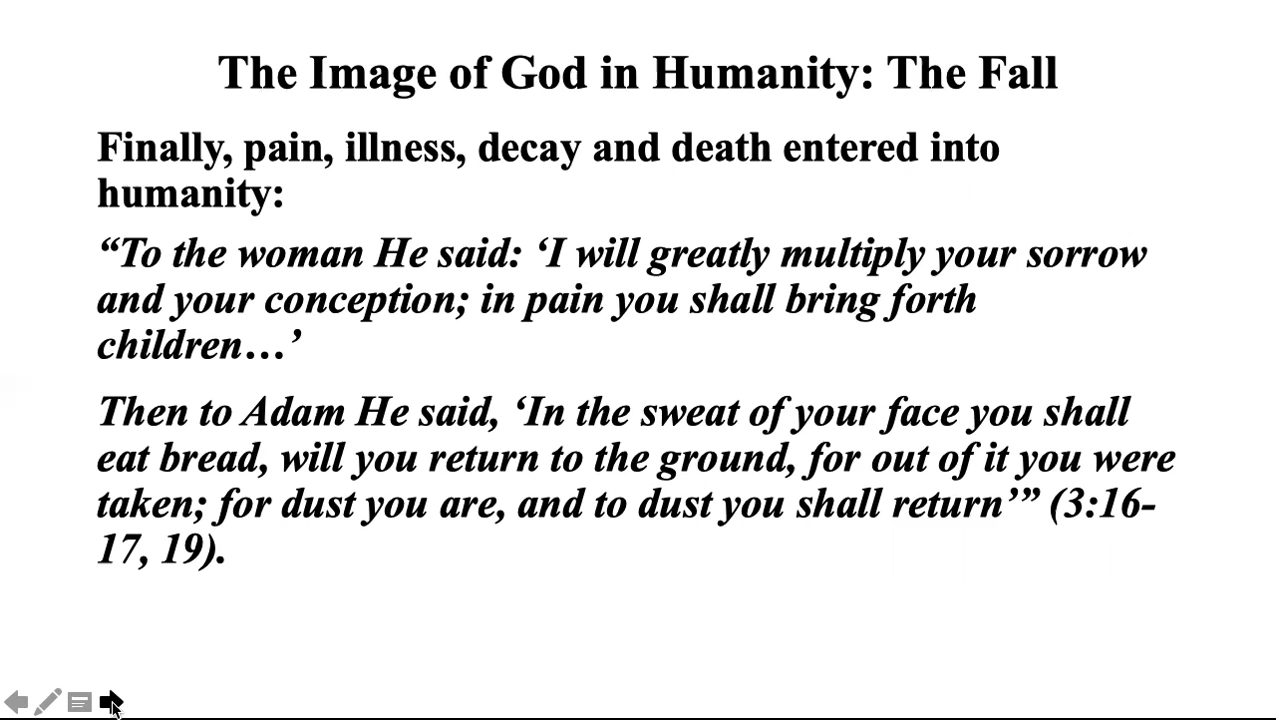 The Image of God in Humanity: The Fall
Finally, pain, illness, decay and death entered into
humanity:
“To the woman He said: ‘I will greatly multiply your sorrow
and your conception; in pain you shall bring forth
children…’
Then to Adam He said, ‘In the sweat of your face you shall
eat bread, will you return to the ground, for out of it you were
taken; for dust you are, and to dust you shall return’” (3:16-
17, 19).